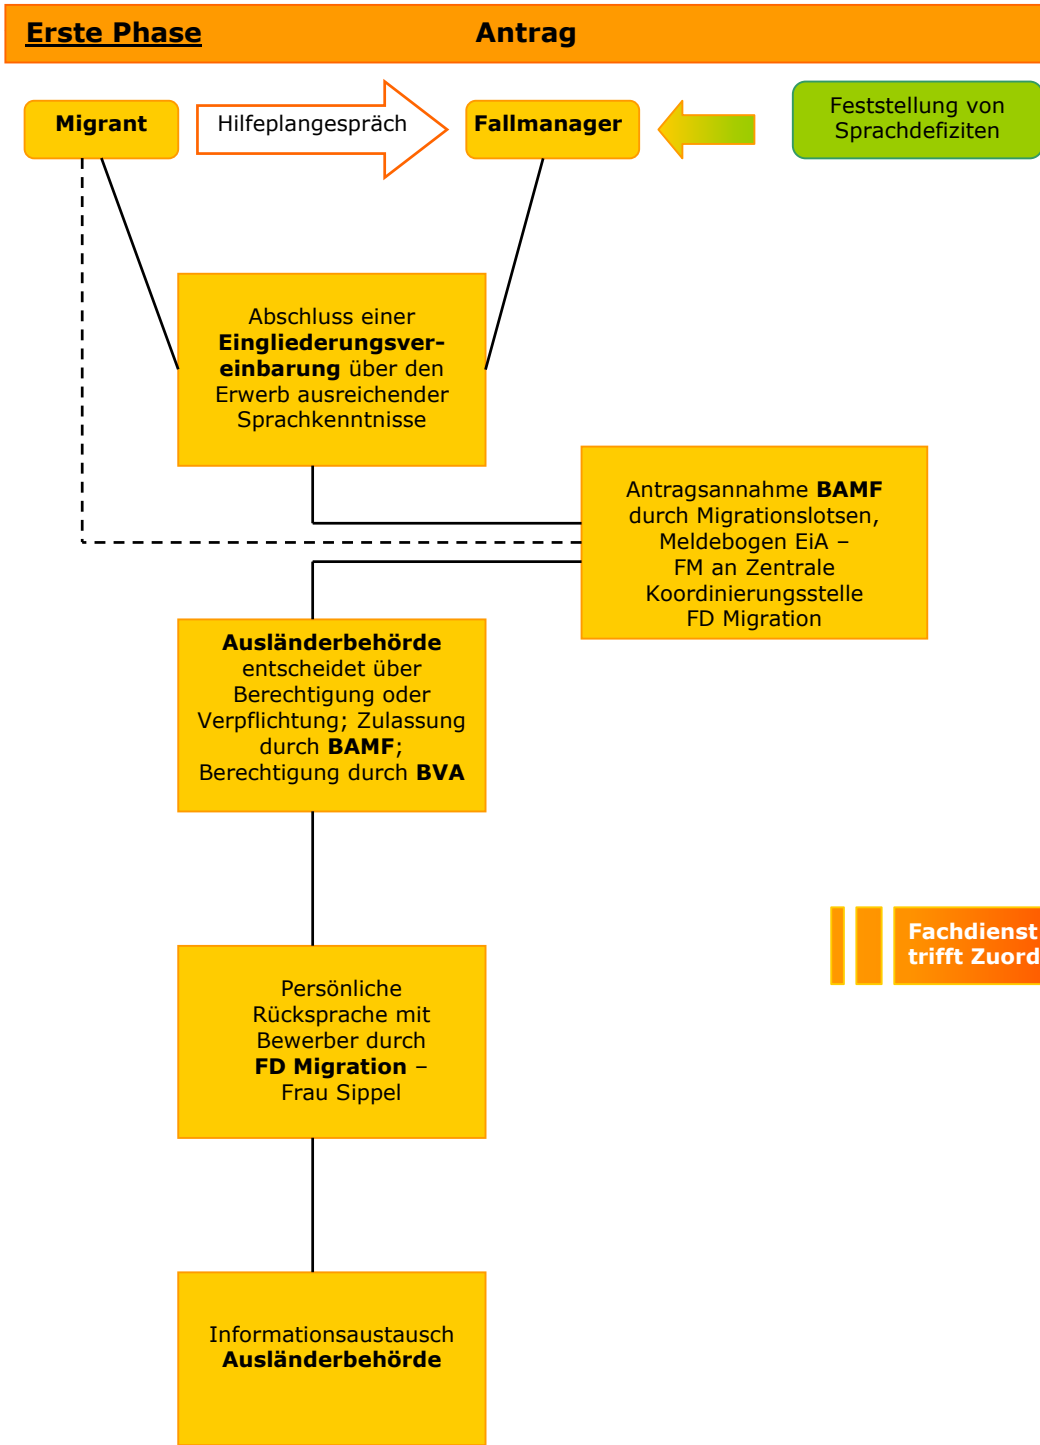 Erste Phase Antrag
Migrant
Hilfeplangespräch
Fallmanager
Feststellung von
Sprachdefiziten
Abschluss einer
Eingliederungsver-
einbarung über den
Erwerb ausreichender
Sprachkenntnisse
Antragsannahme BAMF
durch Migrationslotsen,
Meldebogen EiA –
FM an Zentrale
Koordinierungsstelle
FD Migration
Ausländerbehörde
entscheidet über
Berechtigung oder
Verpflichtung; Zulassung
durch BAMF;
Berechtigung durch BVA
Fachdienst
trifft Zuord
Persönliche
Rücksprache mit
Bewerber durch
FD Migration –
Frau Sippel
Informationsaustausch
Ausländerbehörde